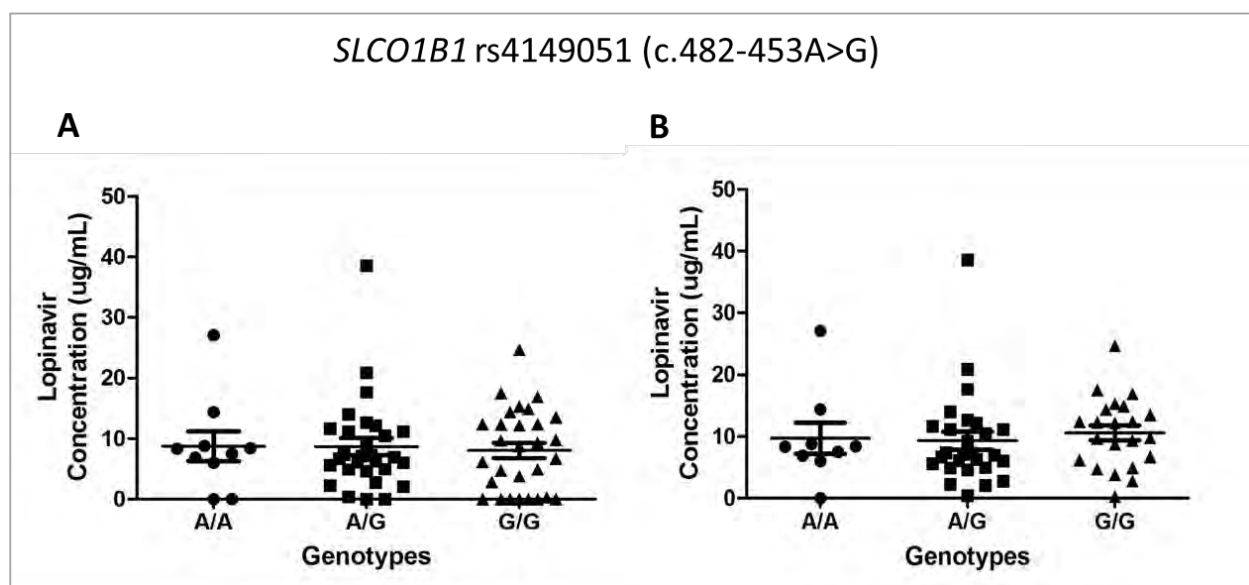 SLCO1B1 rs4149051 (c.482-453A>G)
A
B
Lopinavir
Concentration (ug/mL)
50
40
30
20
10
0
A/A
A/G
G/G
Genotypes
Lopinavir
Concentration (ug/mL)
50
40
30
20
10
0
A/A
A/G
G/G
Genotypes